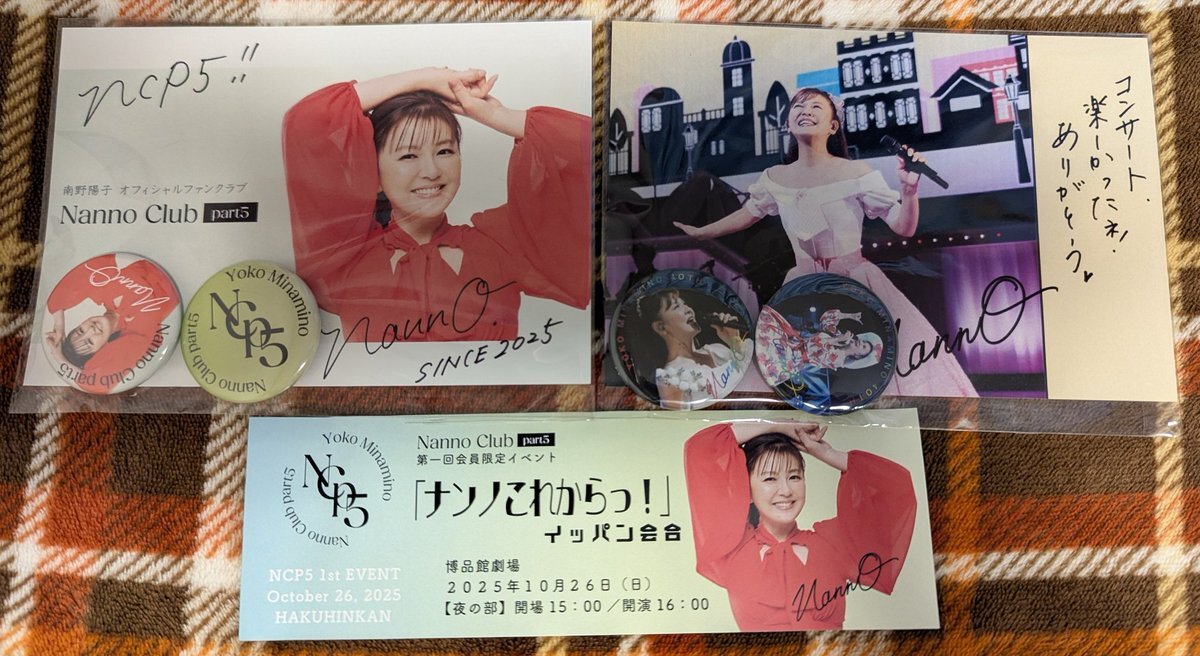 NCP5!!
南野陽子 オフィシャルファンクラブ
Nanno Club part5
NannO.
SINCE 2025
NannO
Nanno Club part5
Yoko Minamino
NCP5
Nanno Club part5
コンサート、
楽しかったネ!
ありがとう♥
NannO
Yoko Minamino
NCP5
Nanno Club part5
Nanno Club part5
第一回会員限定イベント
「ナンノこれからっ!」
イッパン会合
NCP5 1st EVENT
October 26, 2025
HAKUHINKAN
博品館劇場
2025年10月26日(日)
【夜の部】開場15:00/開演16:00
NannO